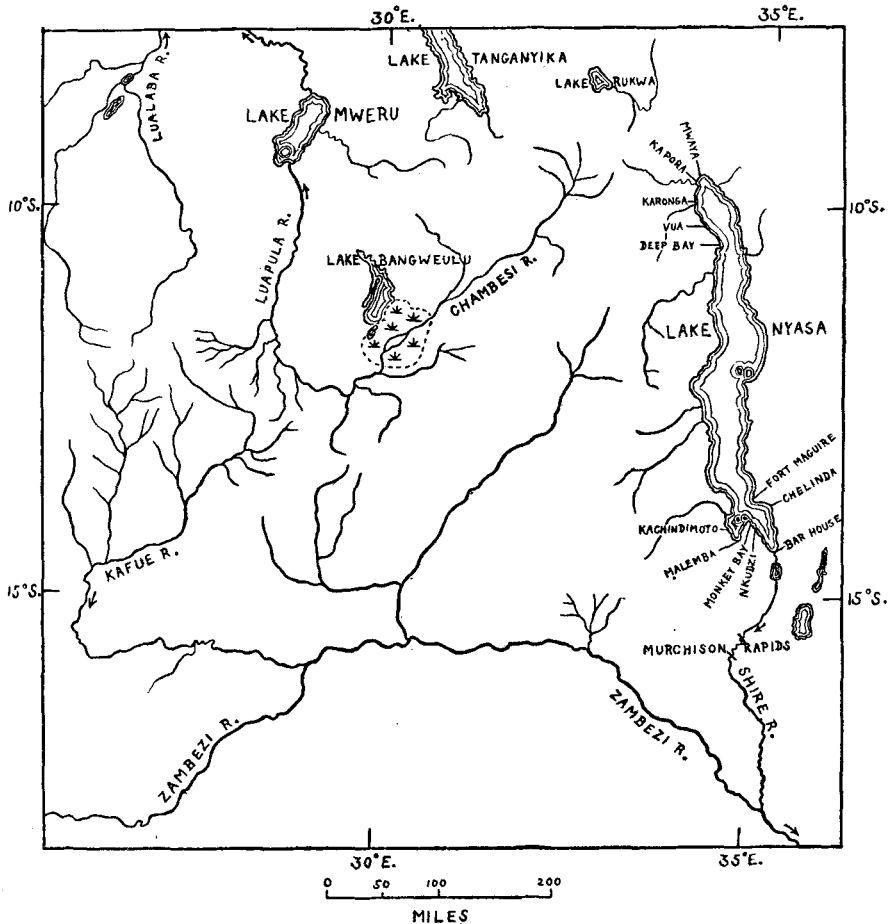 30°E.
35°E.
LAKE TANGANYIKA
LAKE RUKWA
LUALABA R.
LAKE MWERU
MWAYA
KAPORA
10°S.
10°S.
KARONGA
VUA
DEEP BAY
LUAPULA R.
LAKE BANGWEULU
CHAMBESI R.
LAKE NYASA
FORT MAGUIRE
CHELINDA
KACHINDIMOTO
BAR HOUSE
MALEMBA
MONKEY BAY
NKUDZI
KAFUE R.
15°S.
15°S.
MURCHISON RAPIDS
SHIRE R.
ZAMBEZI R.
ZAMBEZI R.
30°E.
35°E.
0 50 100 200
MILES